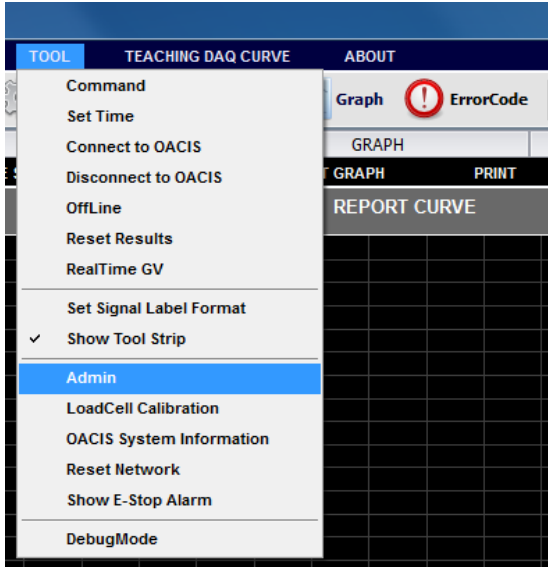 TOOL TEACHING DAQ CURVE ABOUT
Command
Set Time
Connect to OACIS
Disconnect to OACIS
OffLine
Reset Results
RealTime GV
Set Signal Label Format
Show Tool Strip
Admin
LoadCell Calibration
OACIS System Information
Reset Network
Show E-Stop Alarm
DebugMode
Graph ErrorCode
GRAPH
GRAPH PRINT
REPORT CURVE